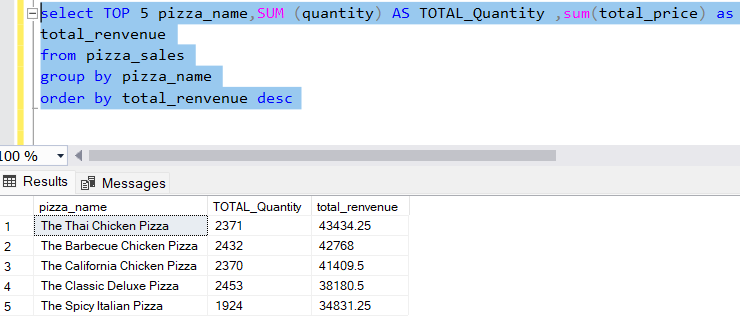 select TOP 5 pizza_name,SUM (quantity) AS TOTAL_Quantity ,sum(total_price) as
total_renvenue
from pizza_sales
group by pizza_name
order by total_renvenue desc
100 %
Results Messages
pizza_name TOTAL_Quantity total_renvenue
1 The Thai Chicken Pizza 2371 43434.25
2 The Barbecue Chicken Pizza 2432 42768
3 The California Chicken Pizza 2370 41409.5
4 The Classic Deluxe Pizza 2453 38180.5
5 The Spicy Italian Pizza 1924 34831.25